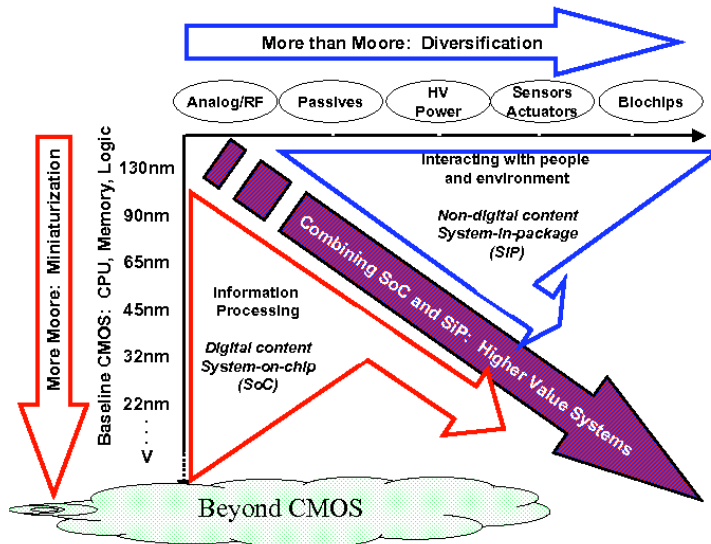 More than Moore: Diversification
Analog/RF
Passives
HV
Power
Sensors
Actuators
Biochips
More Moore: Miniaturization
Baseline CMOS: CPU, Memory, Logic
130nm
90nm
65nm
45nm
32nm
22nm
.
.
.
V
Interacting with people
and environment
Non-digital content
System-in-package
(SiP)
Combining SoC and SiP: Higher Value Systems
Information
Processing
Digital content
System-on-chip
(SoC)
Beyond CMOS